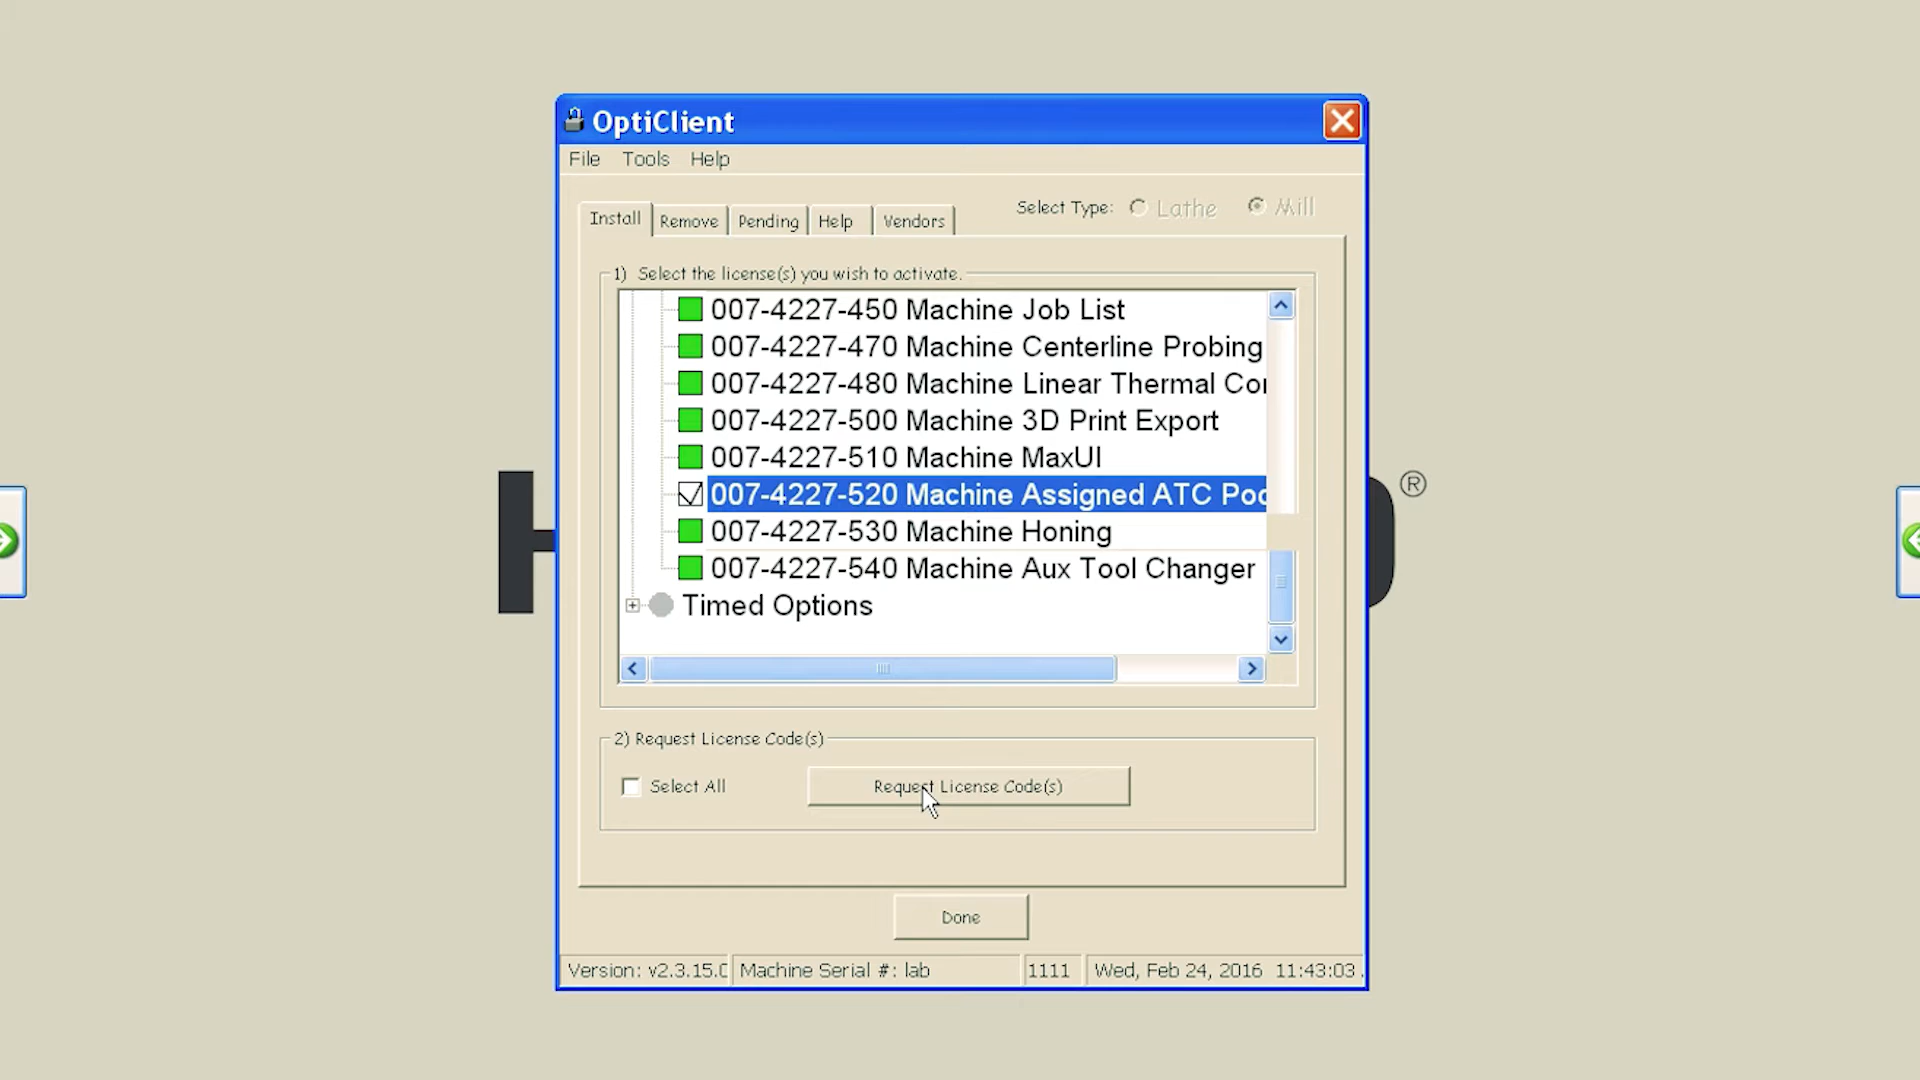 OptiClient
File Tools Help
Install Remove Pending Help Vendors
Select Type: Lathe Mill
1) Select the license(s) you wish to activate.
007-4227-450 Machine Job List
007-4227-470 Machine Centerline Probing
007-4227-480 Machine Linear Thermal
007-4227-500 Machine 3D Print Export
007-4227-510 Machine MaxUI
007-4227-520 Machine Assigned ATC
007-4227-530 Machine Honing
007-4227-540 Machine Aux Tool Changer
Timed Options
2) Request License Code(s)
Select All Request License Code(s)
Done
Version: v2.3.15. Machine Serial #: lab 1111 Wed, Feb 24, 2016 11:43:03
®